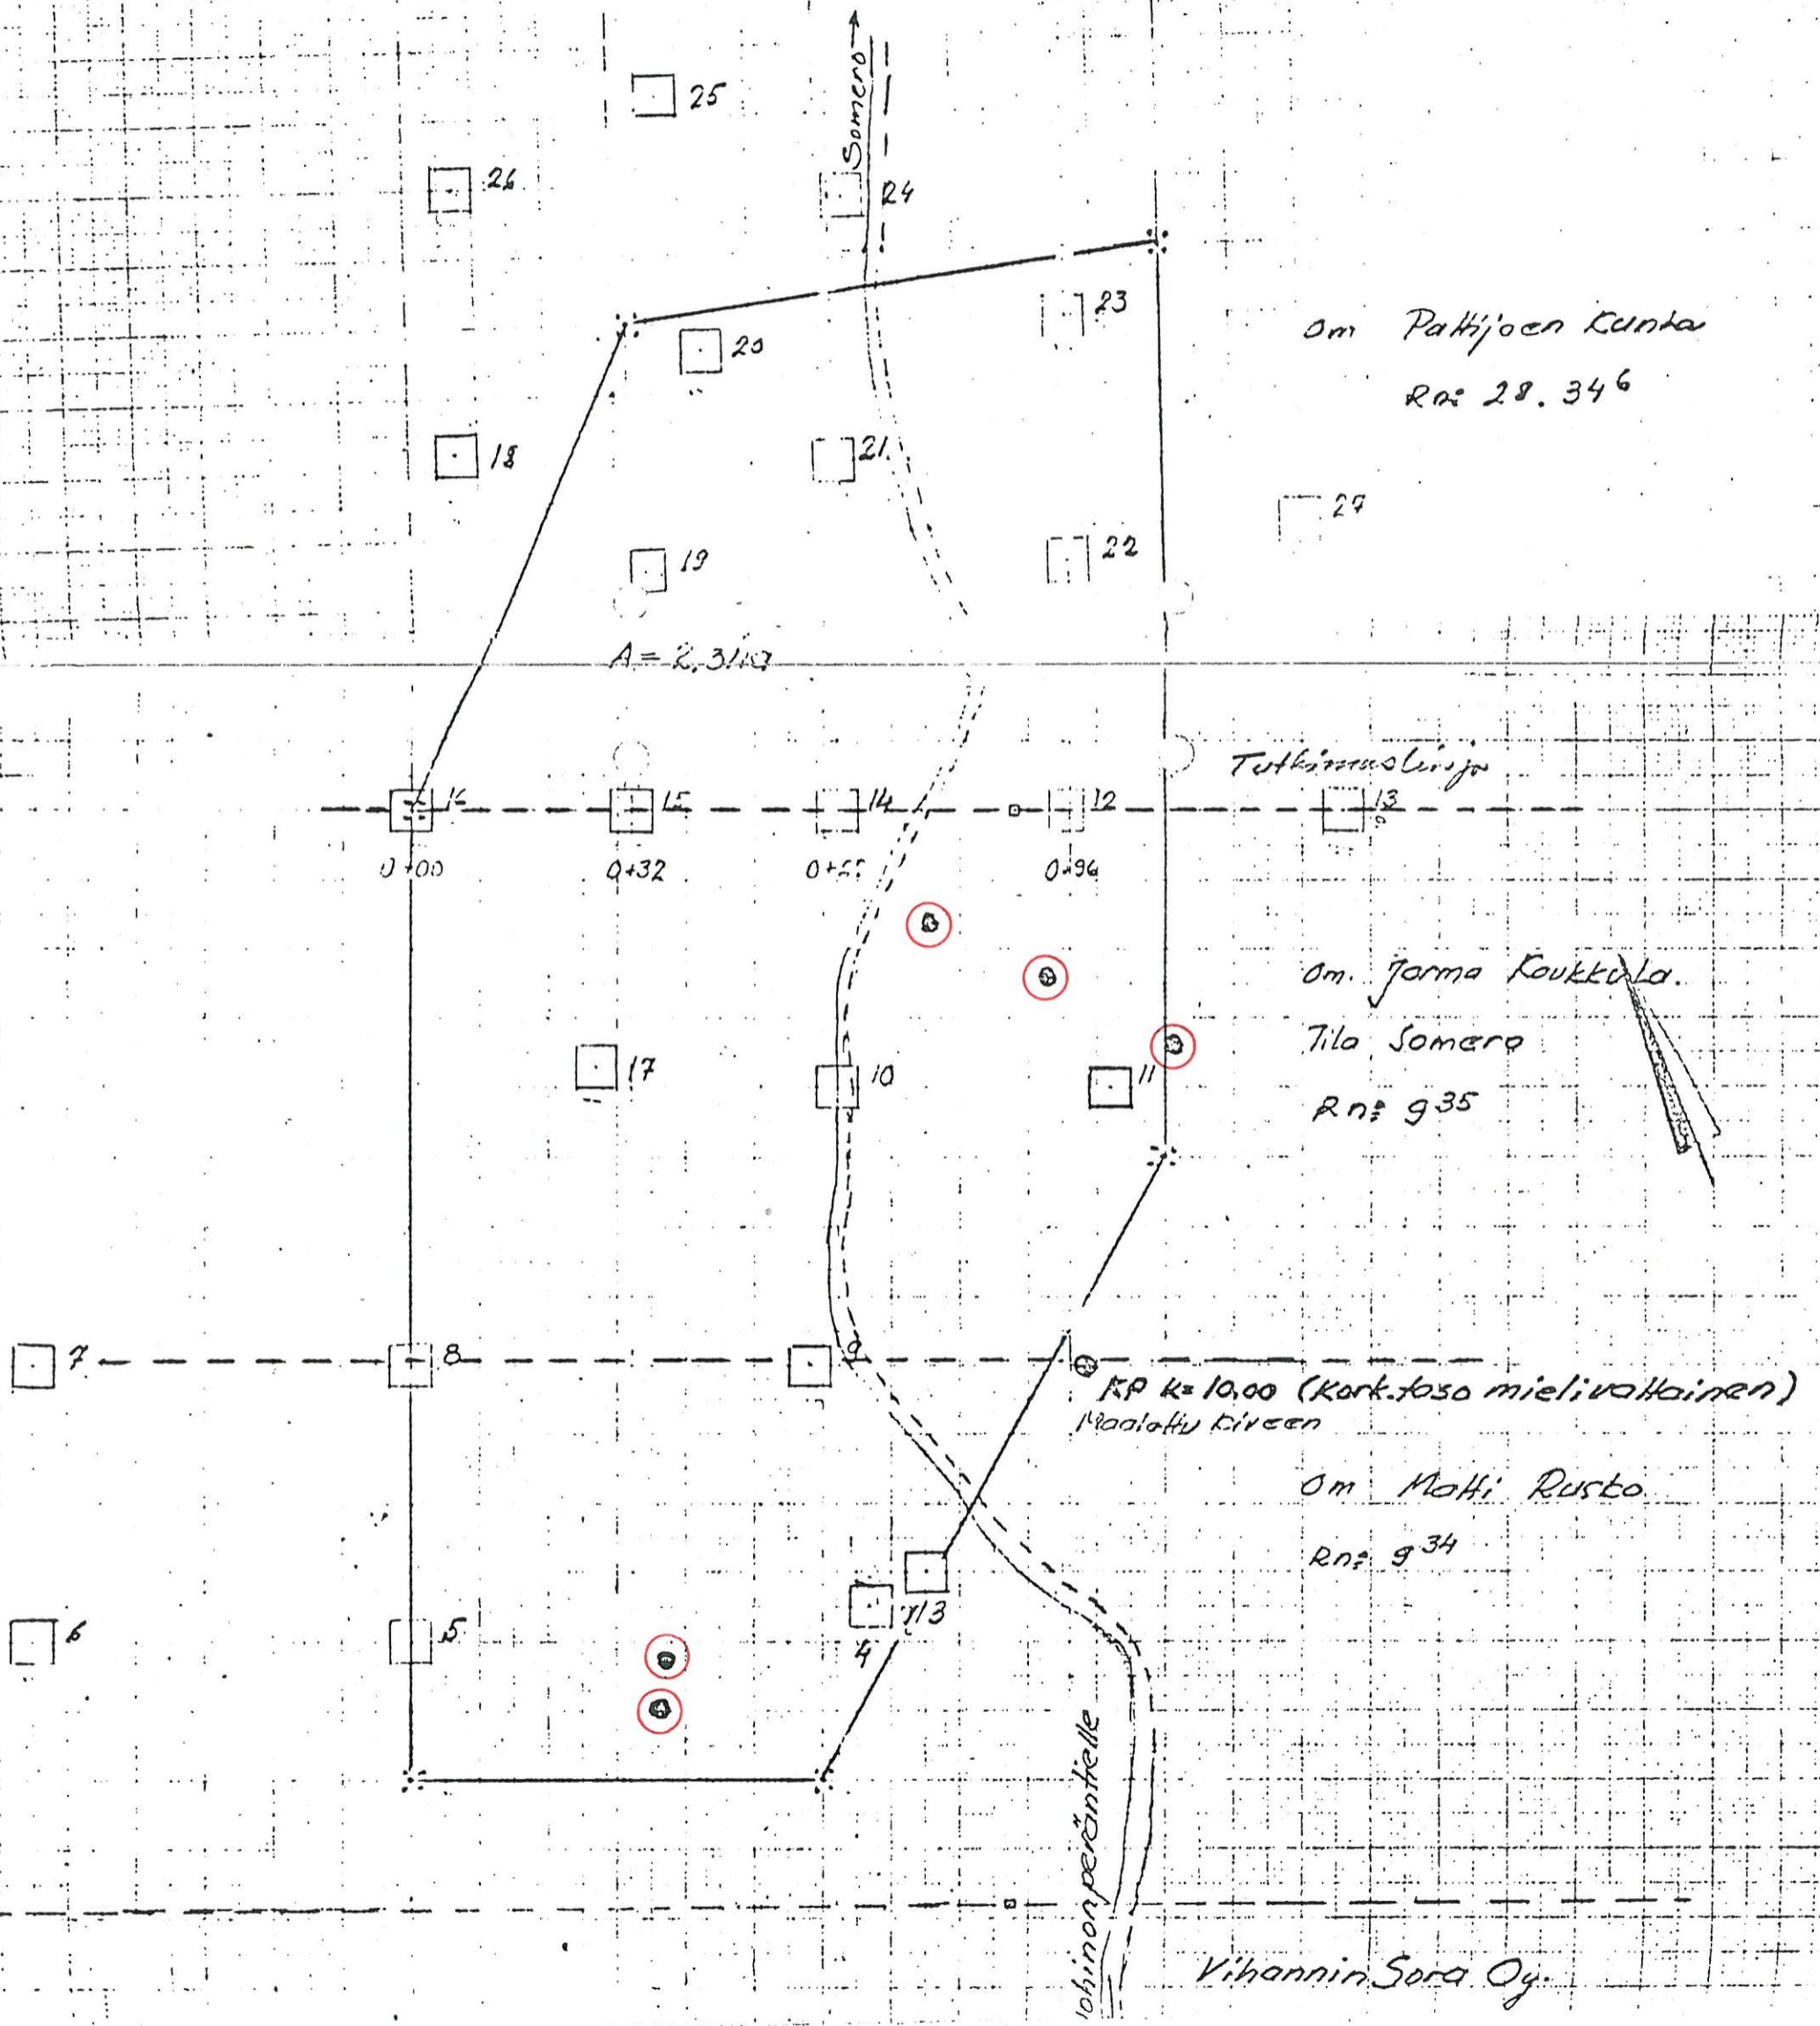 Somero
25
26
24
23
20
Om Pattijoen Kunta
Rn: 28.34⁶
18
21
27
22
19
A = 2,31ha
Tutkimuslinja
16
15
14
12
13
0+00
0+32
0+96
Om. Jorma Koukkula.
Tila Somero
Rn: 9³⁵
17
10
11
7
8
9
KP k=10,00 (Kork.taso mielivaltainen)
Maalattu kiveen
Om Matti Rusko
Rn: 9³⁴
6
5
4
Vihannin Sora Oy.